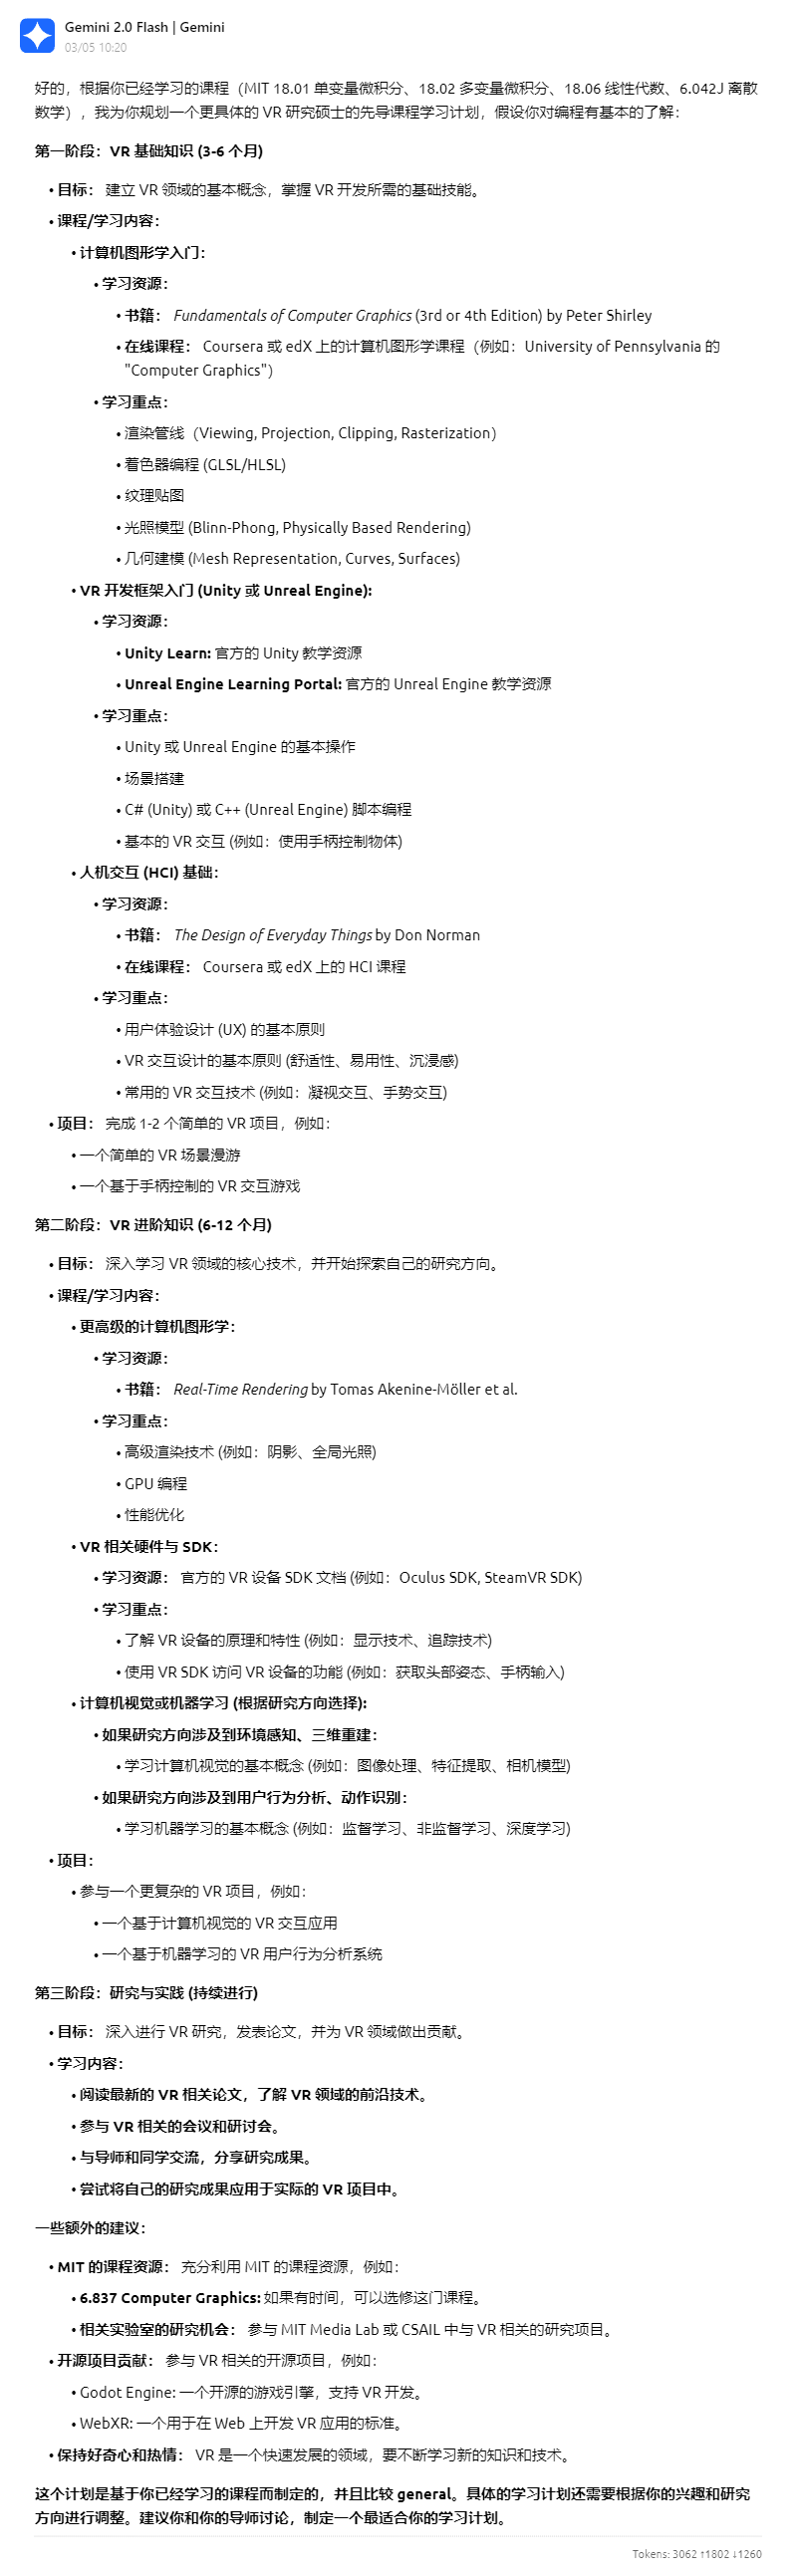 Gemini 2.0 Flash | Gemini
03/05 10:20
好的，根据你已经学习的课程（MIT 18.01 单变量微积分、18.02 多变量微积分、18.06 线性代数、6.042J 离散
数学），我为你规划一个更具体的 VR 研究硕士的先导课程学习计划，假设你对编程有基本的了解：
第一阶段：VR 基础知识 (3-6 个月)
• 目标： 建立 VR 领域的基本概念，掌握 VR 开发所需的基础技能。
• 课程/学习内容：
• 计算机图形学入门：
• 学习资源：
• 书籍： Fundamentals of Computer Graphics (3rd or 4th Edition) by Peter Shirley
• 在线课程： Coursera 或 edX 上的计算机图形学课程（例如：University of Pennsylvania 的
"Computer Graphics"）
• 学习重点：
• 渲染管线（Viewing, Projection, Clipping, Rasterization）
• 着色器编程 (GLSL/HLSL)
• 纹理贴图
• 光照模型 (Blinn-Phong, Physically Based Rendering)
• 几何建模 (Mesh Representation, Curves, Surfaces)
• VR 开发框架入门 (Unity 或 Unreal Engine):
• 学习资源：
• Unity Learn: 官方的 Unity 教学资源
• Unreal Engine Learning Portal: 官方的 Unreal Engine 教学资源
• 学习重点：
• Unity 或 Unreal Engine 的基本操作
• 场景搭建
• C# (Unity) 或 C++ (Unreal Engine) 脚本编程
• 基本的 VR 交互 (例如：使用手柄控制物体)
• 人机交互 (HCI) 基础：
• 学习资源：
• 书籍： The Design of Everyday Things by Don Norman
• 在线课程： Coursera 或 edX 上的 HCI 课程
• 学习重点：
• 用户体验设计 (UX) 的基本原则
• VR 交互设计的基本原则 (舒适性、易用性、沉浸感)
• 常用的 VR 交互技术 (例如：凝视交互、手势交互)
• 项目： 完成 1-2 个简单的 VR 项目，例如：
• 一个简单的 VR 场景漫游
• 一个基于手柄控制的 VR 交互游戏
第二阶段：VR 进阶知识 (6-12 个月)
• 目标： 深入学习 VR 领域的核心技术，并开始探索自己的研究方向。
• 课程/学习内容：
• 更高级的计算机图形学：
• 学习资源：
• 书籍： Real-Time Rendering by Tomas Akenine-Möller et al.
• 学习重点：
• 高级渲染技术 (例如：阴影、全局光照)
• GPU 编程
• 性能优化
• VR 相关硬件与 SDK：
• 学习资源： 官方的 VR 设备 SDK 文档 (例如：Oculus SDK, SteamVR SDK)
• 学习重点：
• 了解 VR 设备的原理和特性 (例如：显示技术、追踪技术)
• 使用 VR SDK 访问 VR 设备的功能 (例如：获取头部姿态、手柄输入)
• 计算机视觉或机器学习 (根据研究方向选择):
• 如果研究方向涉及到环境感知、三维重建：
• 学习计算机视觉的基本概念 (例如：图像处理、特征提取、相机模型)
• 如果研究方向涉及到用户行为分析、动作识别：
• 学习机器学习的基本概念 (例如：监督学习、非监督学习、深度学习)
• 项目：
• 参与一个更复杂的 VR 项目，例如：
• 一个基于计算机视觉的 VR 交互应用
• 一个基于机器学习的 VR 用户行为分析系统
第三阶段：研究与实践 (持续进行)
• 目标： 深入进行 VR 研究，发表论文，并为 VR 领域做出贡献。
• 学习内容：
• 阅读最新的 VR 相关论文，了解 VR 领域的前沿技术。
• 参与 VR 相关的会议和研讨会。
• 与导师和同学交流，分享研究成果。
• 尝试将自己的研究成果应用于实际的 VR 项目中。
一些额外的建议：
• MIT 的课程资源： 充分利用 MIT 的课程资源，例如：
• 6.837 Computer Graphics: 如果有时间，可以选修这门课程。
• 相关实验室的研究机会： 参与 MIT Media Lab 或 CSAIL 中与 VR 相关的研究项目。
• 开源项目贡献： 参与 VR 相关的开源项目，例如：
• Godot Engine: 一个开源的游戏引擎，支持 VR 开发。
• WebXR: 一个用于在 Web 上开发 VR 应用的标准。
• 保持好奇心和热情： VR 是一个快速发展的领域，要不断学习新的知识和技术。
这个计划是基于你已经学习的课程而制定的，并且比较 general。具体的学习计划还需要根据你的兴趣和研究
方向进行调整。建议你和你的导师讨论，制定一个最适合你的学习计划。
Tokens: 3062 ↑1802 ↓1260